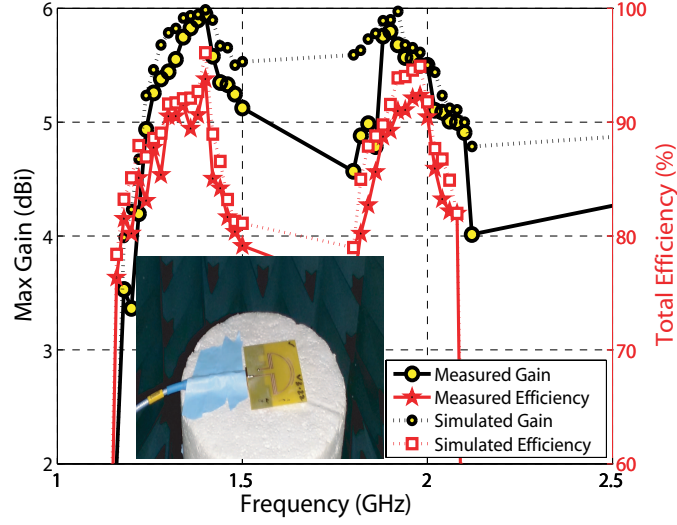 6
5
4
3
2
Max Gain (dBi)
100
90
80
70
60
Total Efficiency (%)
Measured Gain
Measured Efficiency
Simulated Gain
Simulated Efficiency
1
1.5
2
2.5
Frequency (GHz)